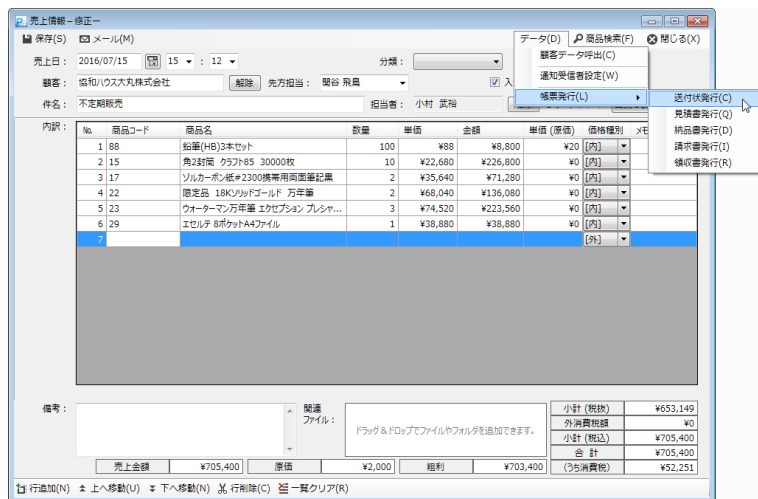 売上情報－修正－
保存(S) メール(M) データ(D) 商品検索(F) 閉じる(X)
売上日： 2016/07/15 15 ： 12 分類：
顧客データ呼出(C)
通知受信者設定(W)
帳票発行(L)
送付状発行(C)
見積書発行(Q)
納品書発行(D)
請求書発行(I)
領収書発行(R)
顧客： 協和ハウス大丸株式会社 解除 先方担当： 関谷 飛鳥 入
件名： 不定期販売 担当者： 小村 武裕
内訳：
No. 商品コード 商品名 数量 単価 金額 単価 (原価) 価格種別 メモ
1 88 鉛筆(HB)3本セット 100 ¥88 ¥8,800 ¥20 [内]
2 15 角2封筒 クラフト85 30000枚 10 ¥22,680 ¥226,800 ¥0 [内]
3 17 ソルカーボン紙#2300携帯用両面筆記黒 2 ¥35,640 ¥71,280 ¥0 [内]
4 22 限定品 18Kソリッドゴールド 万年筆 2 ¥68,040 ¥136,080 ¥0 [内]
5 23 ウォーターマン万年筆 エクセプション プレシャ... 3 ¥74,520 ¥223,560 ¥0 [内]
6 29 エセルテ 8ポケットA4ファイル 1 ¥38,880 ¥38,880 ¥0 [内]
7 [外]
備考：
関連
ファイル：
ドラッグ＆ドロップでファイルやフォルダを追加できます。
小計 (税抜) ¥653,149
外消費税額 ¥0
小計 (税込) ¥705,400
合 計 ¥705,400
(うち消費税) ¥52,251
売上金額 ¥705,400 原価 ¥2,000 粗利 ¥703,400
行追加(N) 上へ移動(U) 下へ移動(N) 行削除(C) 一覧クリア(R)